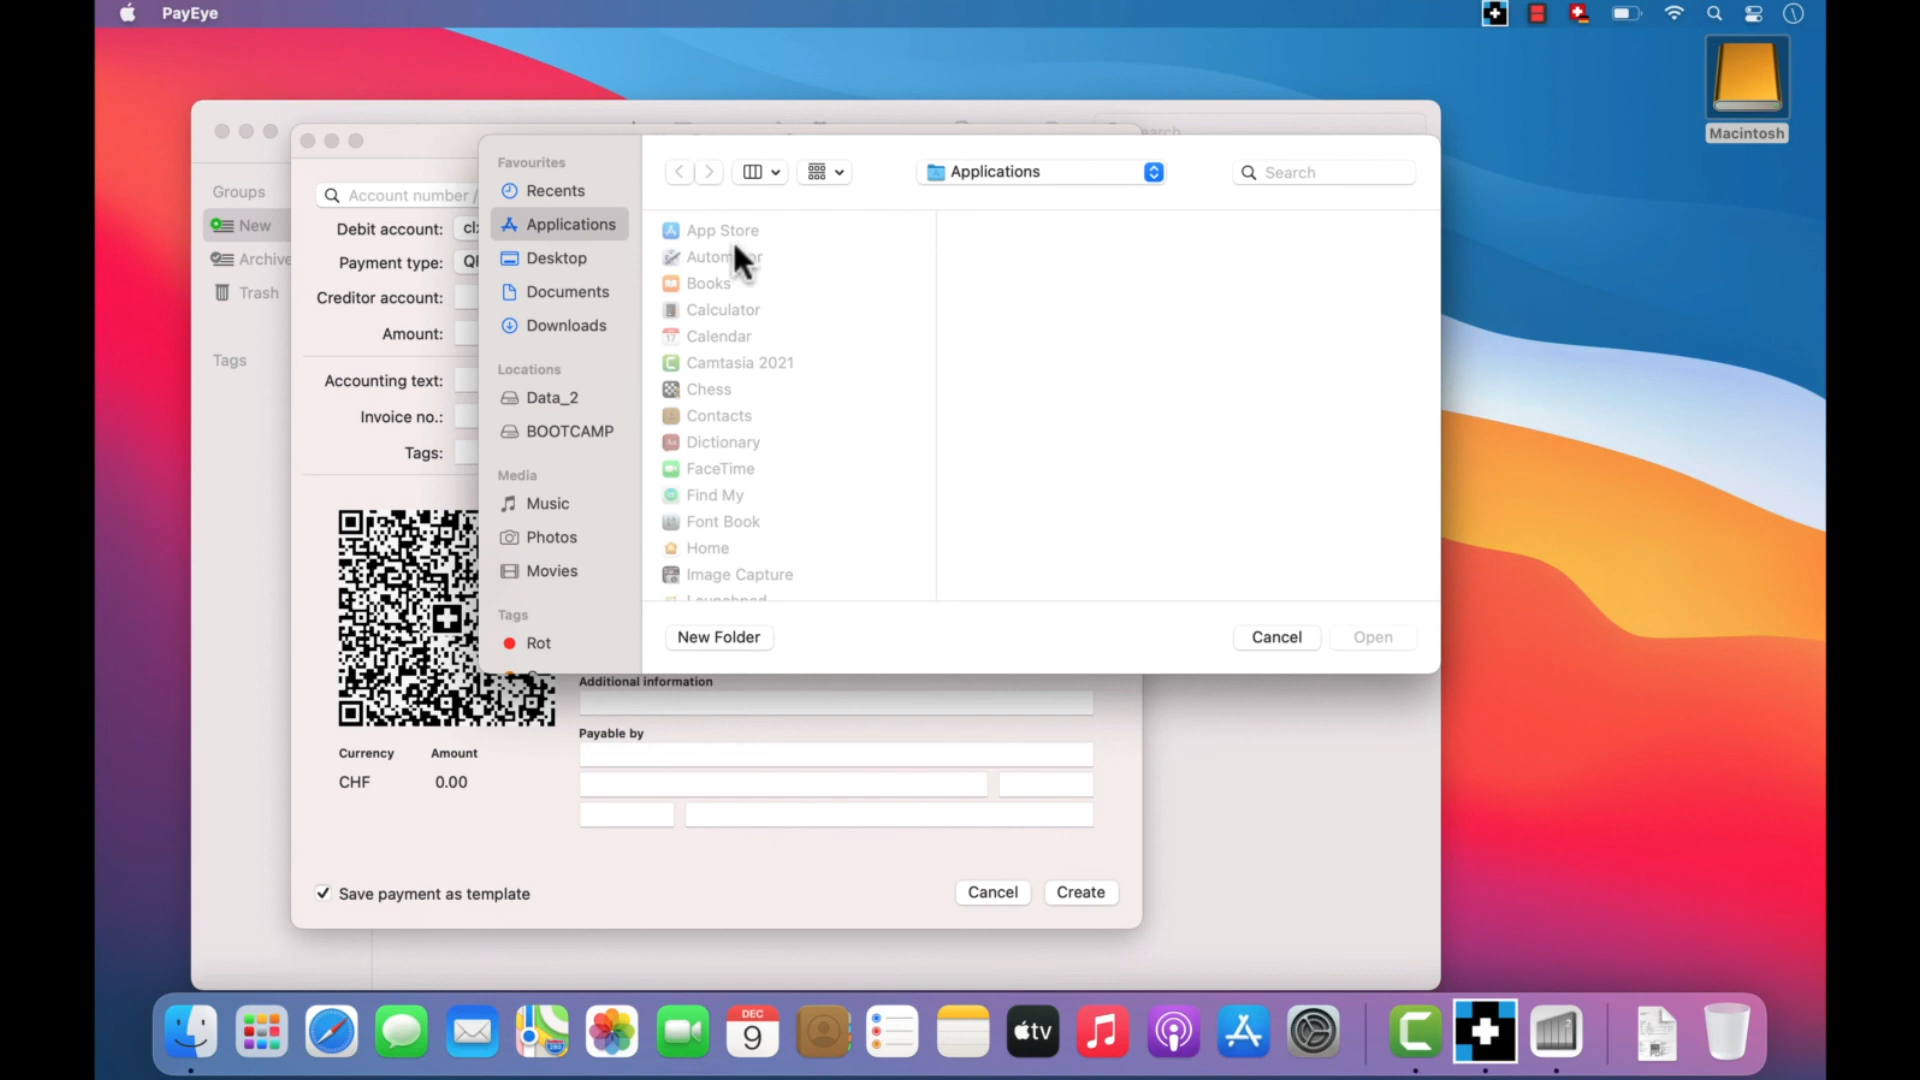 PayEye
Macintosh
Groups
New
Archive
Trash
Tags
Account number /
Debit account:
Payment type:
Creditor account:
Amount:
Accounting text:
Invoice no.:
Tags:
Favourites
Recents
Applications
Desktop
Documents
Downloads
Locations
Data_2
BOOTCAMP
Media
Music
Photos
Movies
Tags
Rot
Applications
Search
App Store
Books
Calculator
Calendar
Camtasia 2021
Chess
Contacts
Dictionary
FaceTime
Find My
Font Book
Home
Image Capture
New Folder
Cancel
Open
Additional information
Payable by
Currency Amount
CHF 0.00
Save payment as template
Cancel
Create
DEC
9
tv